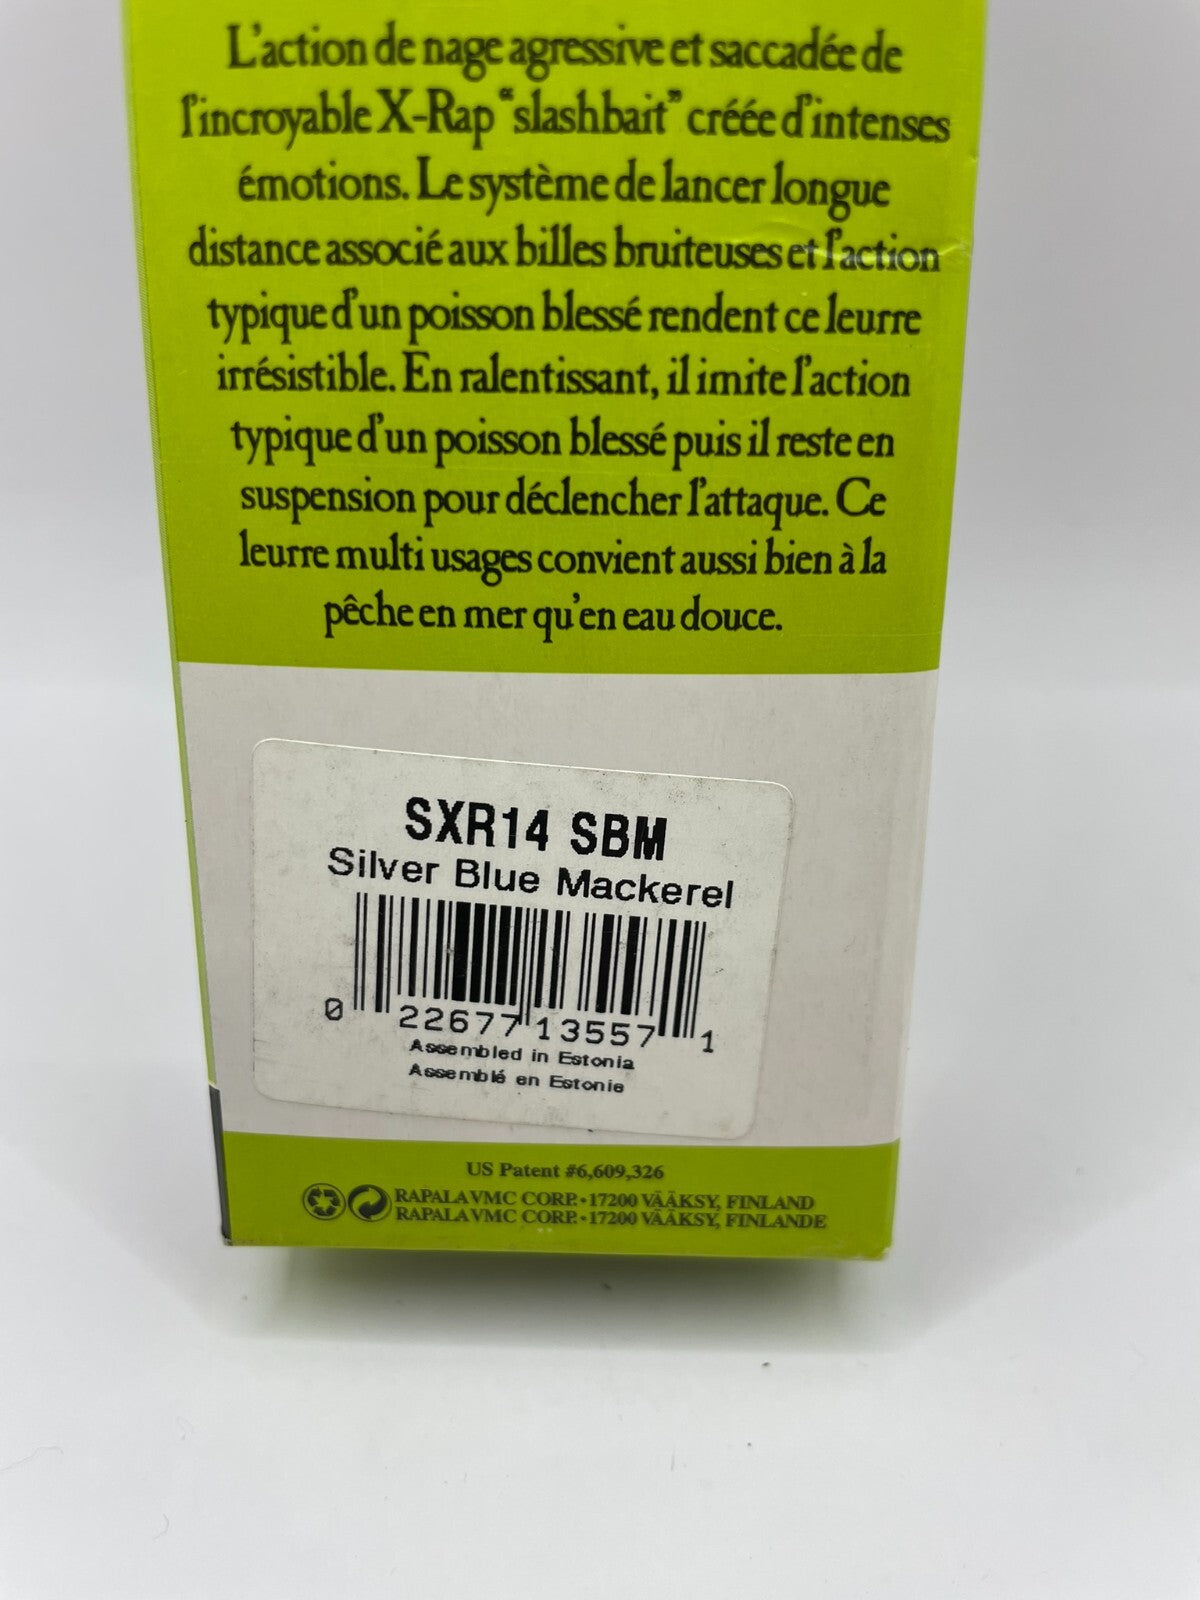 L'action de nage agressive et saccadée de
l'incroyable X-Rap "slashbait" créée d'intenses
émotions. Le système de lancer longue
distance associé aux billes bruiteuses et l'action
typique d'un poisson blessé rendent ce leurre
irrésistible. En ralentissant, il imite l'action
typique d'un poisson blessé puis il reste en
suspension pour déclencher l'attaque. Ce
leurre multi usages convient aussi bien à la
pêche en mer qu'en eau douce.
SXR14 SBM
Silver Blue Mackerel
0 22677 13557 1
Assembled in Estonia
Assemblé en Estonie
US Patent #6,609,326
RAPALA VMC CORP. • 17200 VÄÄKSY, FINLAND
RAPALA VMC CORP. • 17200 VÄÄKSY, FINLANDE